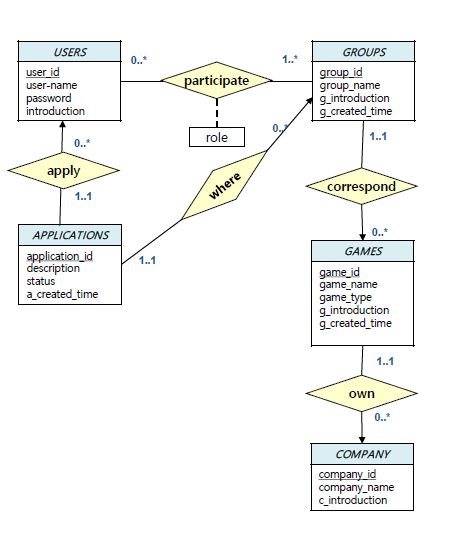 USERS
user_id
user-name
password
introduction
0..*
participate
role
1..*
GROUPS
group_id
group_name
g_introduction
g_created_time
0..*
apply
1..1
APPLICATIONS
application_id
description
status
a_created_time
1..1
where
0..*
1..1
correspond
0..*
GAMES
game_id
game_name
game_type
g_introduction
g_created_time
1..1
own
0..*
COMPANY
company_id
company_name
c_introduction